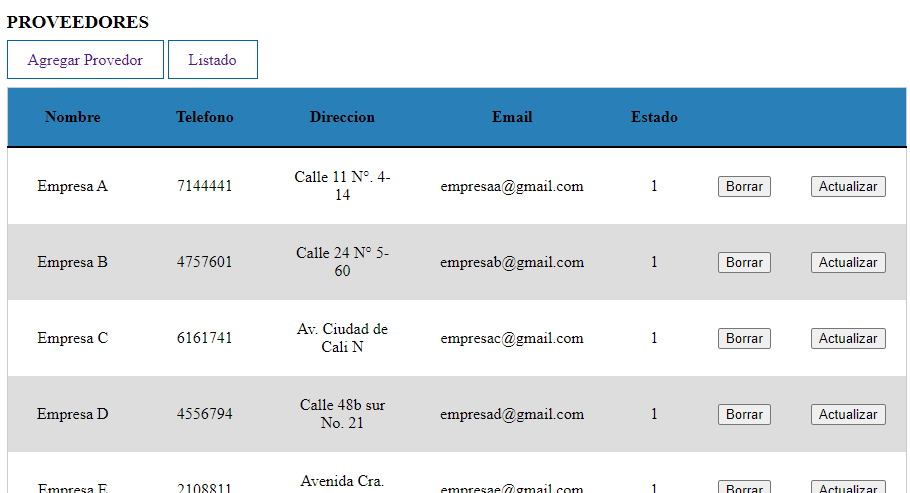 PROVEEDORES
Agregar Provedor Listado
Nombre Telefono Direccion Email Estado
Empresa A 7144441 Calle 11 N°. 4-14 empresaa@gmail.com 1 Borrar Actualizar
Empresa B 4757601 Calle 24 N° 5-60 empresab@gmail.com 1 Borrar Actualizar
Empresa C 6161741 Av. Ciudad de Cali N empresac@gmail.com 1 Borrar Actualizar
Empresa D 4556794 Calle 48b sur No. 21 empresad@gmail.com 1 Borrar Actualizar
Empresa E 2108811 Avenida Cra. empresae@gmail.com 1 Borrar Actualizar